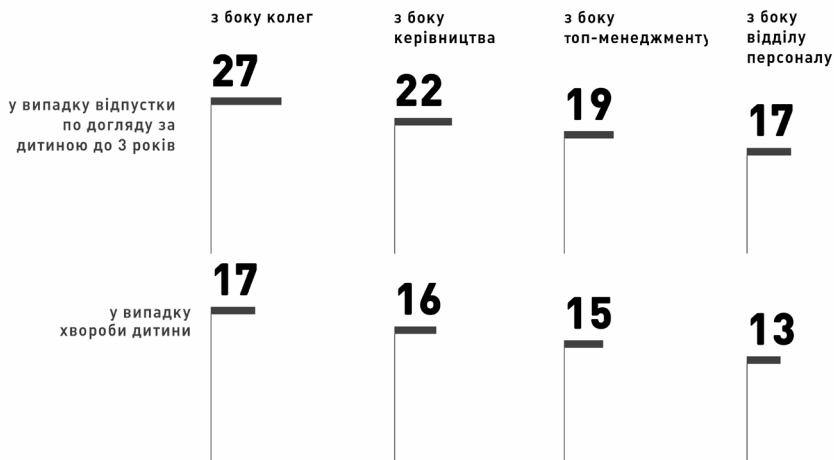 з боку колег
з боку
керівництва
з боку
топ-менеджменту
з боку
відділу
персоналу
27
22
19
17
у випадку відпустки
по догляду за
дитиною до 3 років
17
16
15
13
у випадку
хвороби дитини